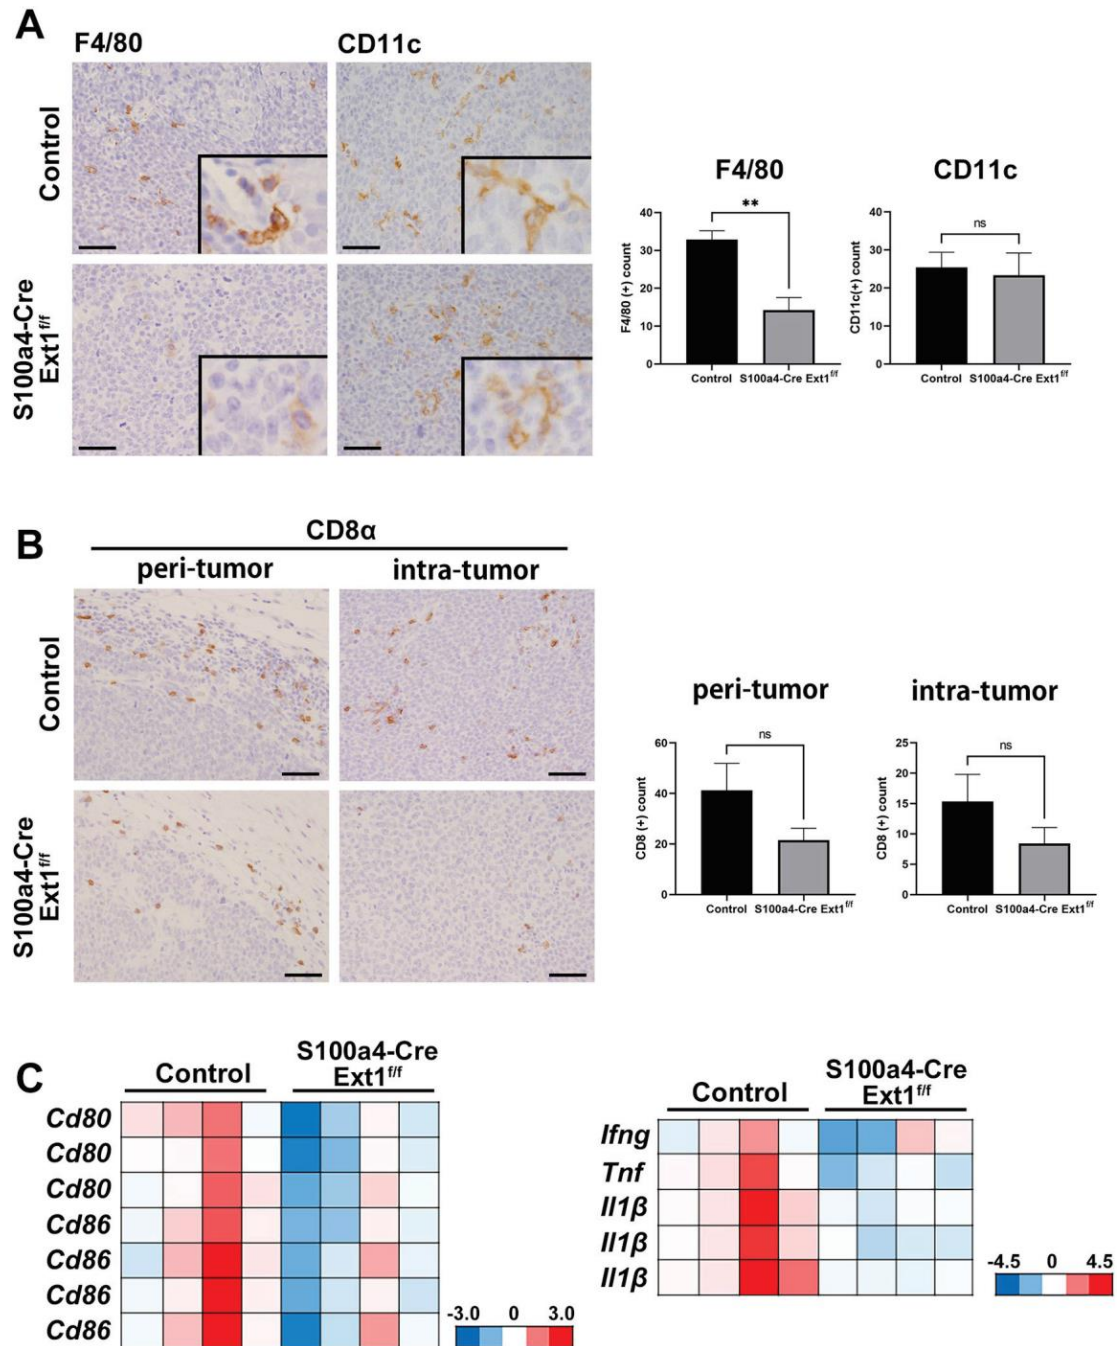 A
F4/80 CD11c
Control
S100a4-Cre
Ext1f/f
F4/80
**
F4/80 (+) count
40
30
20
10
0
Control S100a4-Cre Ext1f/f
CD11c
ns
CD11c(+) count
40
30
20
10
0
Control S100a4-Cre Ext1f/f
B
CD8α
peri-tumor intra-tumor
Control
S100a4-Cre
Ext1f/f
peri-tumor
ns
CD8 (+) count
60
40
20
0
Control S100a4-Cre Ext1f/f
intra-tumor
ns
CD8 (+) count
25
20
15
10
5
0
Control S100a4-Cre Ext1f/f
C
Control
S100a4-Cre
Ext1f/f
Cd80
Cd80
Cd80
Cd86
Cd86
Cd86
Cd86
-3.0 0 3.0
Control
S100a4-Cre
Ext1f/f
Ifng
Tnf
Il1β
Il1β
Il1β
-4.5 0 4.5